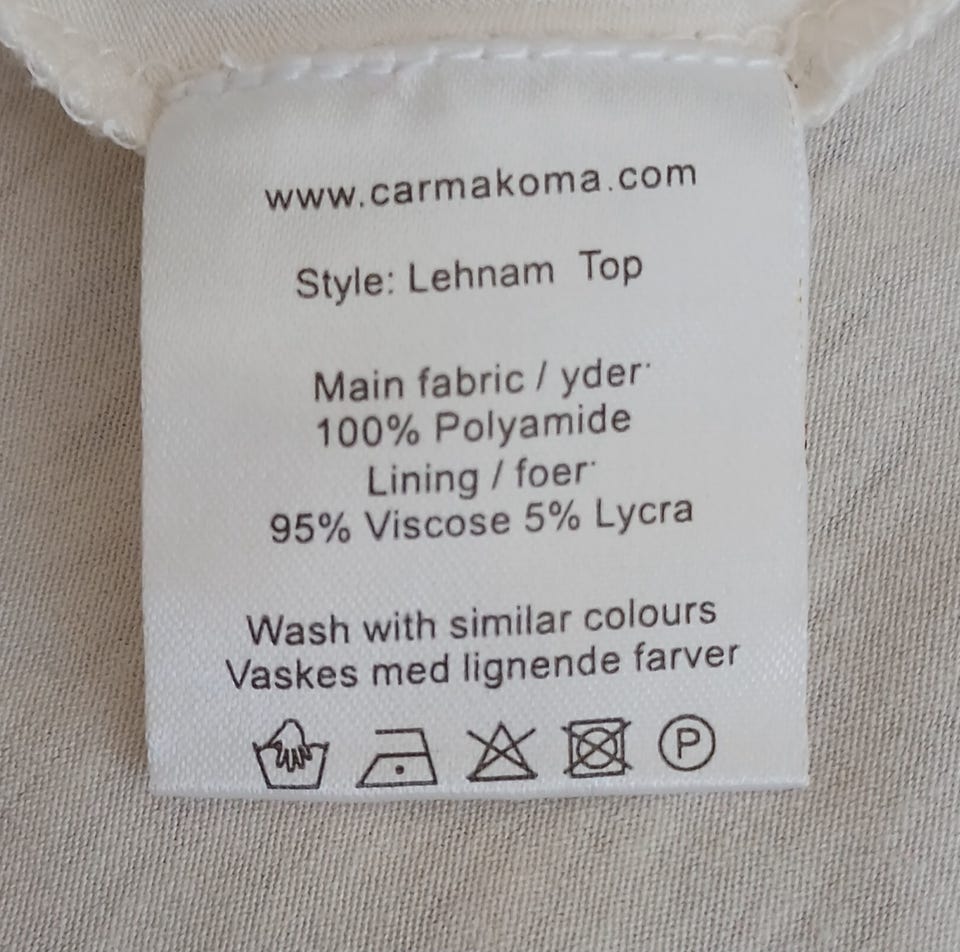 www.carmakoma.com
Style: Lehnam Top
Main fabric / yder
100% Polyamide
Lining / foer
95% Viscose 5% Lycra
Wash with similar colours
Vaskes med lignende farver
P